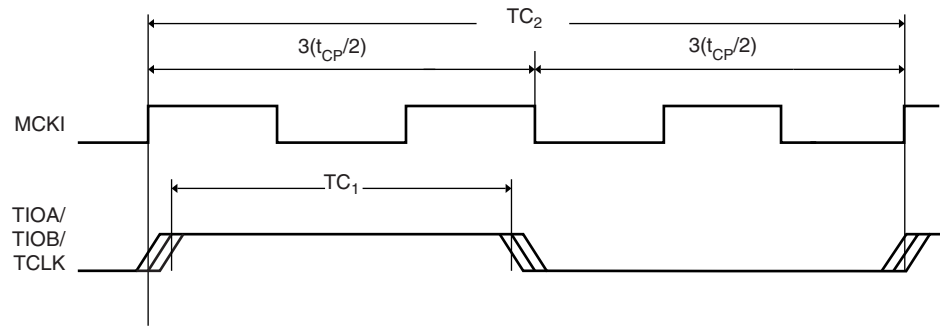 TC2
3(tCP/2) 3(tCP/2)
MCKI
TC1
TIOA/
TIOB/
TCLK